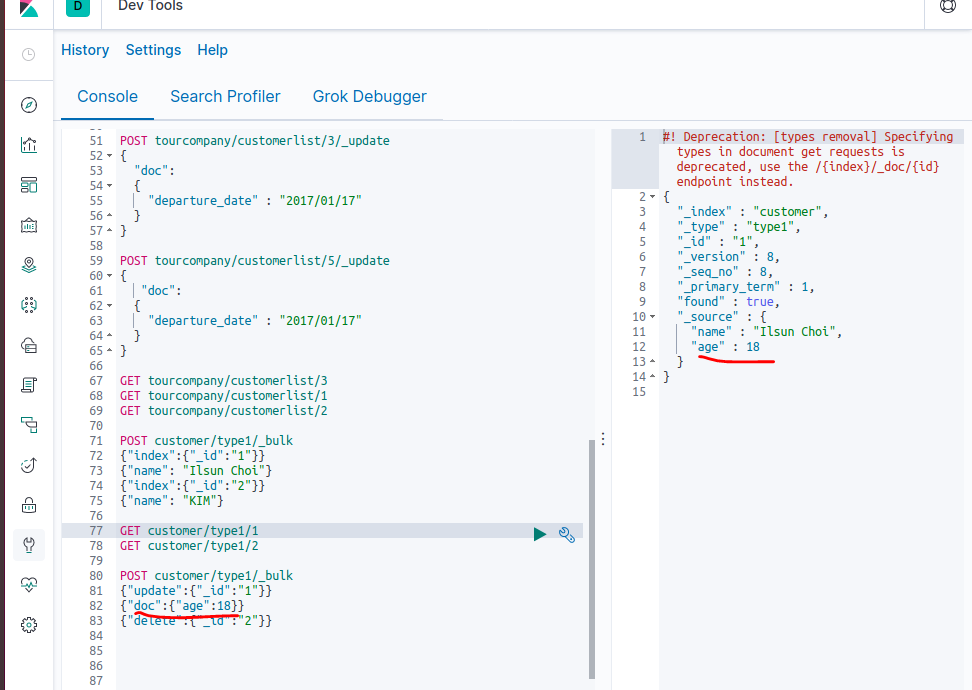 D
Dev Tools
History Settings Help
Console Search Profiler Grok Debugger
51 POST tourcompany/customerlist/3/_update
52 {
53 "doc":
54 {
55 "departure_date" : "2017/01/17"
56 }
57 }
58
59 POST tourcompany/customerlist/5/_update
60 {
61 "doc":
62 {
63 "departure_date" : "2017/01/17"
64 }
65 }
66
67 GET tourcompany/customerlist/3
68 GET tourcompany/customerlist/1
69 GET tourcompany/customerlist/2
70
71 POST customer/type1/_bulk
72 {"index":{"_id":"1"}}
73 {"name": "Ilsun Choi"}
74 {"index":{"_id":"2"}}
75 {"name": "KIM"}
76
77 GET customer/type1/1
78 GET customer/type1/2
79
80 POST customer/type1/_bulk
81 {"update":{"_id":"1"}}
82 {"doc":{"age":18}}
83 {"delete":{"_id":"2"}}
84
85
86
87
1 #! Deprecation: [types removal] Specifying
types in document get requests is
deprecated, use the /{index}/_doc/{id}
endpoint instead.
2 {
3 "_index" : "customer",
4 "_type" : "type1",
5 "_id" : "1",
6 "_version" : 8,
7 "_seq_no" : 8,
8 "_primary_term" : 1,
9 "found" : true,
10 "_source" : {
11 "name" : "Ilsun Choi",
12 "age" : 18
13 }
14 }
15